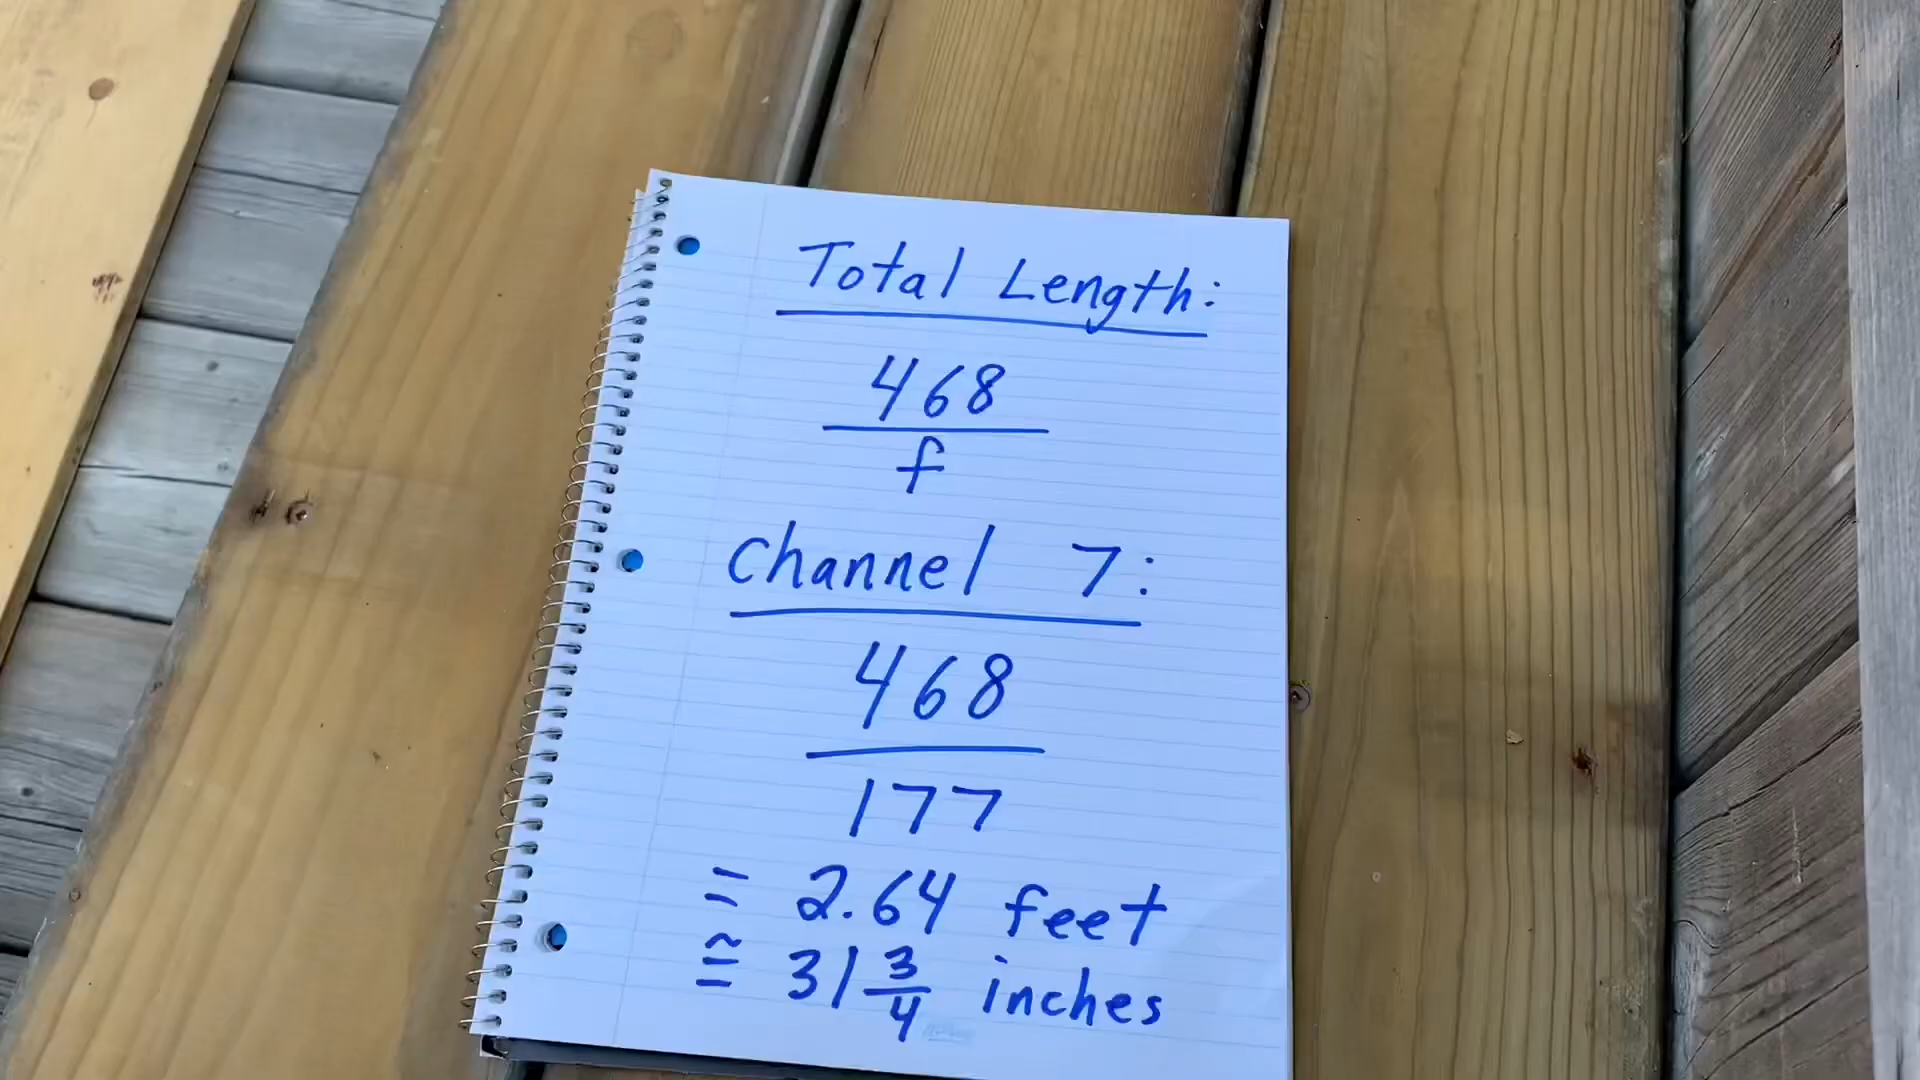 Total Length:
468
f
Channel 7:
468
177
= 2.64 feet
≅ 31 3/4 inches